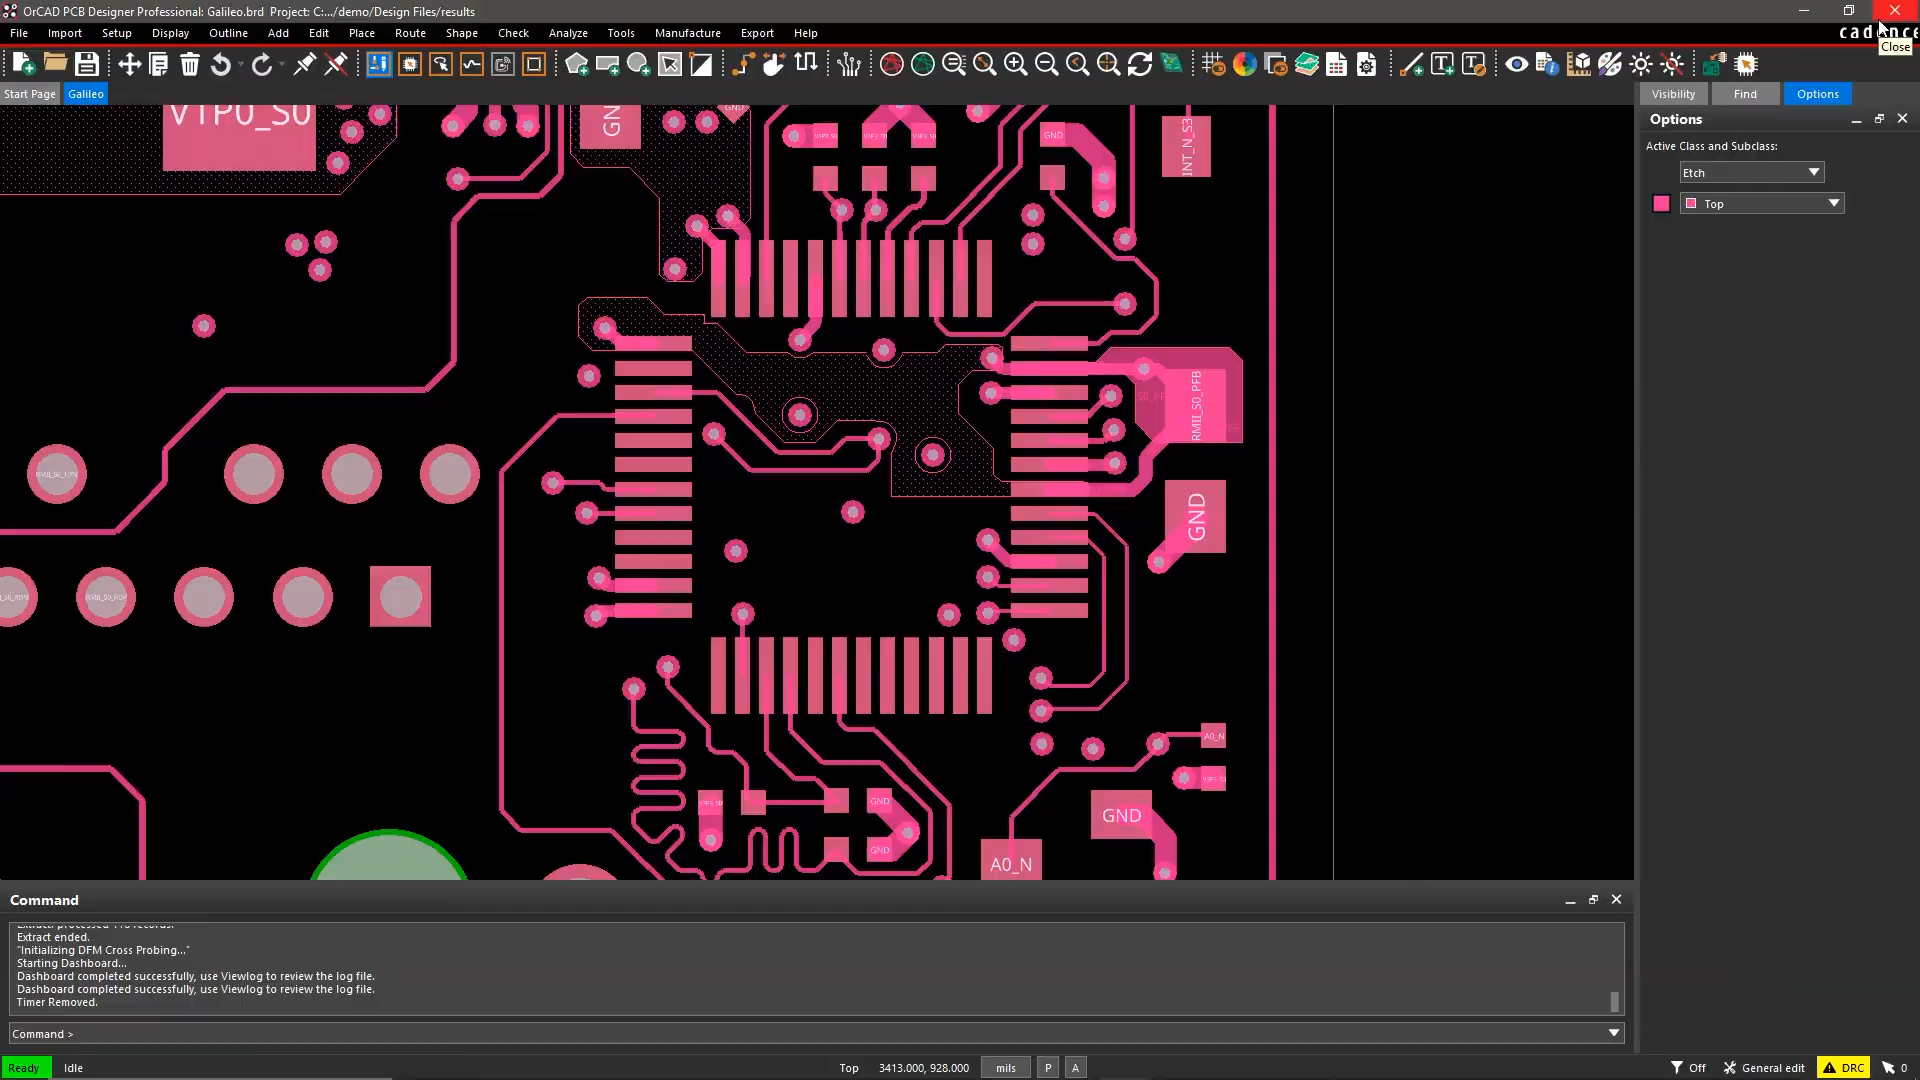 OrCAD PCB Designer Professional: Galileo.brd Project: C:.../demo/Design Files/results
File Import Setup Display Outline Add Edit Place Route Shape Check Analyze Tools Manufacture Export Help
cadence
Close
Start Page Galileo
Visibility Find Options
Options
Active Class and Subclass:
Etch
Top
V1P0_S0
GN
GND
INT_N_S3
RMII_S0_PFB
GND
A0_N
GND
GND
GND
A0_N
Command
Extract ended.
"Initializing DFM Cross Probing..."
Starting Dashboard...
Dashboard completed successfully, use Viewlog to review the log file.
Dashboard completed successfully, use Viewlog to review the log file.
Timer Removed.
Command >
Ready Idle Top 3413.000, 928.000 mils P A Off General edit DRC 0